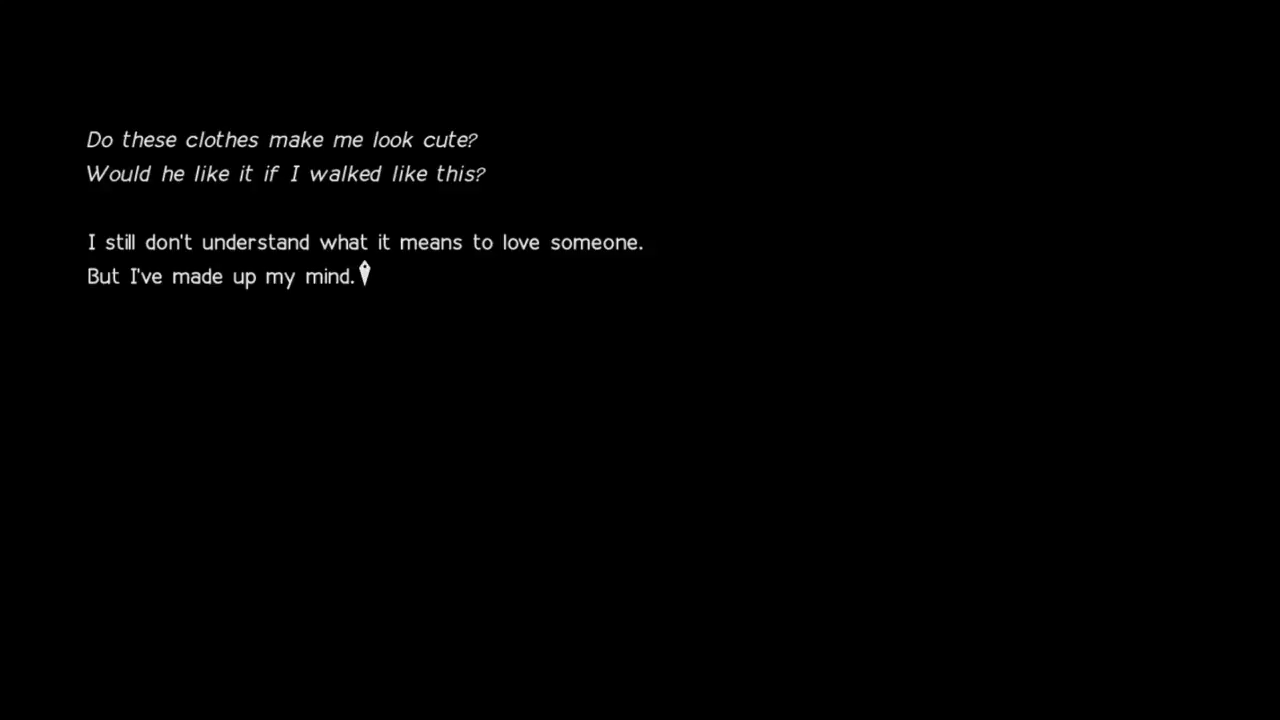 Do these clothes make me look cute?
Would he like it if I walked like this?
I still don't understand what it means to love someone.
But I've made up my mind.